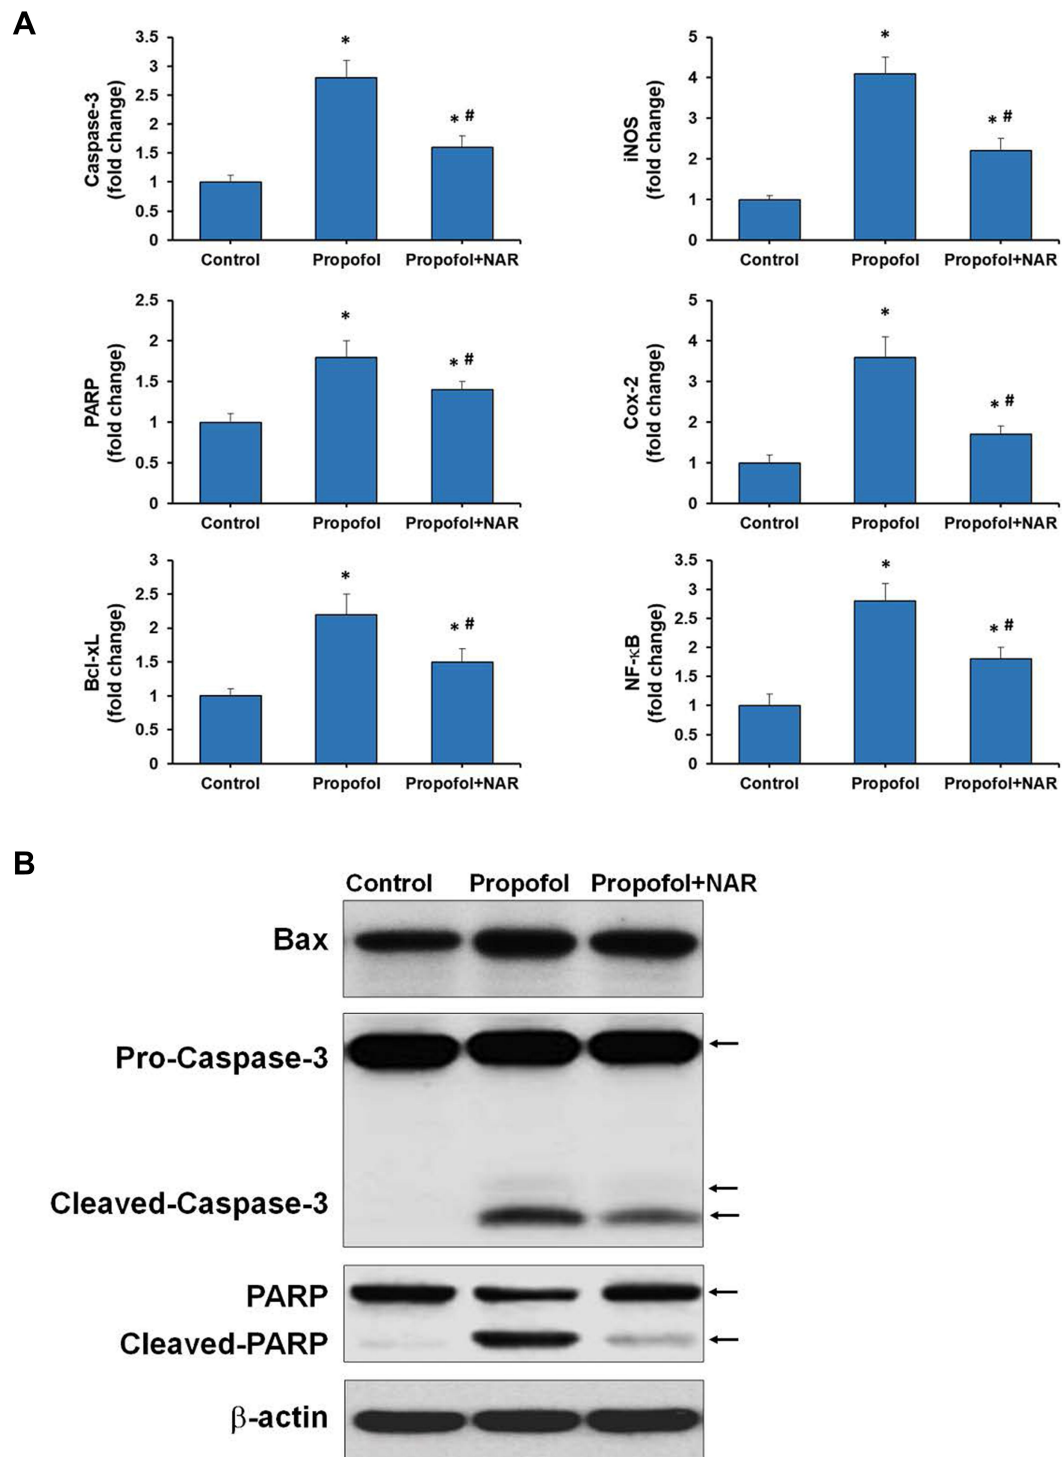 A
Caspase-3
(fold change)
3.5
3
2.5
2
1.5
1
0.5
0
*
* #
Control Propofol Propofol+NAR
iNOS
(fold change)
5
4
3
2
1
0
*
* #
Control Propofol Propofol+NAR
PARP
(fold change)
2.5
2
1.5
1
0.5
0
*
* #
Control Propofol Propofol+NAR
Cox-2
(fold change)
5
4
3
2
1
0
*
* #
Control Propofol Propofol+NAR
Bcl-xL
(fold change)
3
2.5
2
1.5
1
0.5
0
*
* #
Control Propofol Propofol+NAR
NF-κB
(fold change)
3.5
3
2.5
2
1.5
1
0.5
0
*
* #
Control Propofol Propofol+NAR
B
Control Propofol Propofol+NAR
Bax
Pro-Caspase-3
Cleaved-Caspase-3
PARP
Cleaved-PARP
β-actin